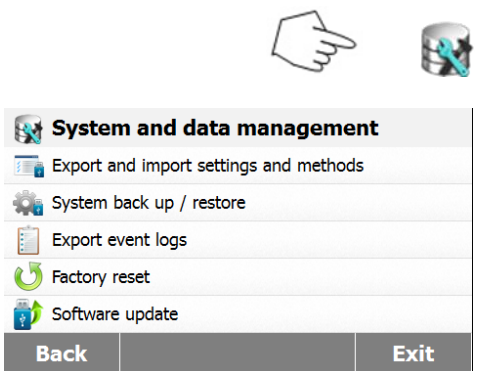 System and data management
Export and import settings and methods
System back up / restore
Export event logs
Factory reset
Software update
Back Exit